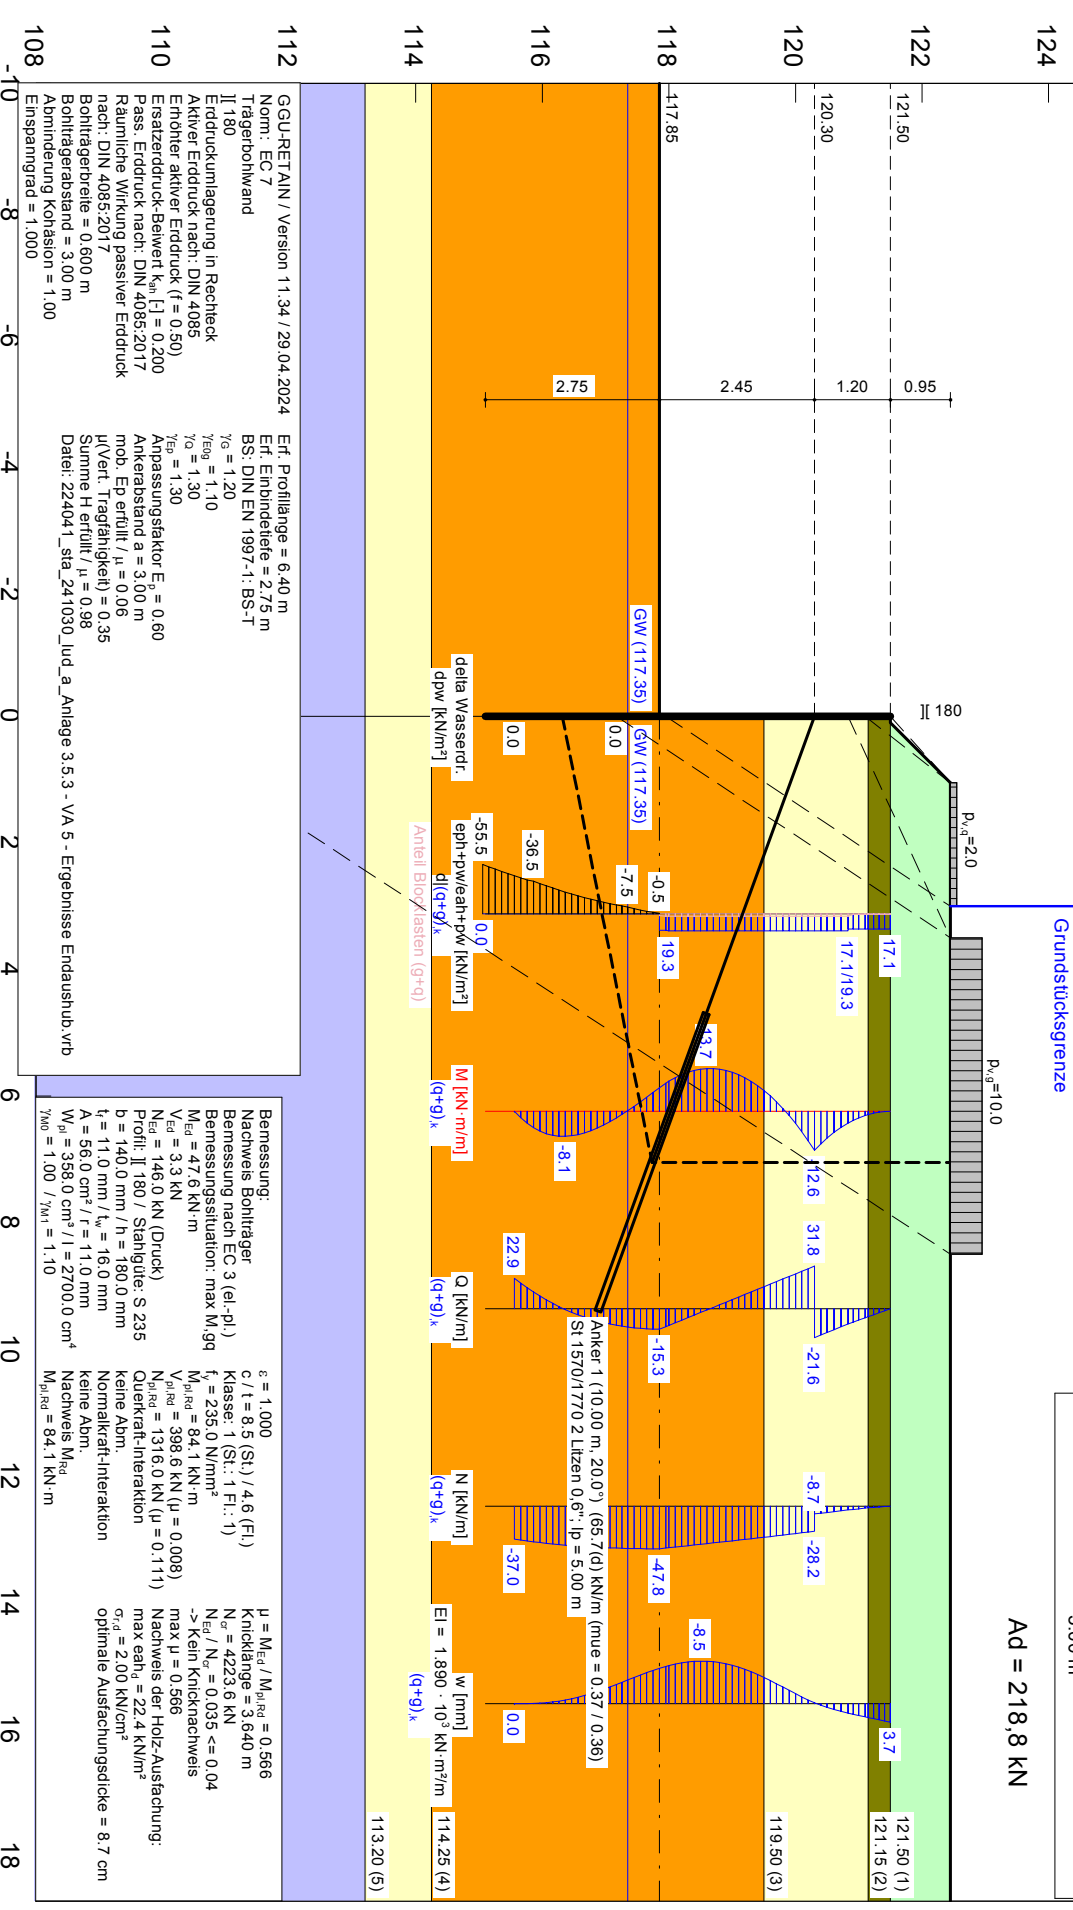 Grundstücksgrenze
Ad = 218,8 kN
pv,q=2.0
pv,g=10.0
][ 180
124
122
120
118
116
114
112
110
108
-10
-8
-6
-4
-2
0
2
4
6
8
10
12
14
16
18
121.50
120.30
117.85
0.95
1.20
2.45
2.75
GW (117.35)
GW (117.35)
0.0
0.0
delta Wasserdr.
dpw [kN/m²]
17.1
17.1/19.3
19.3
-0.5
-7.5
-36.5
-55.5
0.0
eph+pw/eah+pw [kN/m²]
d|(q+g),k
Anteil Blocklasten (g+q)
13.7
12.6
-8.1
M [kN·m/m]
(q+g),k
31.8
-21.6
-15.3
22.9
Q [kN/m]
(q+g),k
Anker 1 (10.00 m, 20.0°) (65.7(d) kN/m (mue = 0.37 / 0.36)
St 1570/1770 2 Litzen 0,6"; lp = 5.00 m
-8.7
-28.2
-47.8
-37.0
N [kN/m]
(q+g),k
3.7
-8.5
0.0
w [mm]
EI = 1.890 · 10³ kN·m²/m
(q+g),k
121.50 (1)
121.15 (2)
119.50 (3)
114.25 (4)
113.20 (5)
GGU-RETAIN / Version 11.34 / 29.04.2024
Norm: EC 7
Trägerbohlwand
][ 180
Erddruckumlagerung in Rechteck
Aktiver Erddruck nach: DIN 4085
Erhöhter aktiver Erddruck (f = 0.50)
Ersatzerddruck-Beiwert kah [-] = 0.200
Pass. Erddruck nach: DIN 4085:2017
Räumliche Wirkung passiver Erddruck
nach: DIN 4085:2017
Bohlträgerbreite = 0.600 m
Bohlträgerabstand = 3.00 m
Abminderung Kohäsion = 1.00
Einspanngrad = 1.000
Erf. Profillänge = 6.40 m
Erf. Einbindetiefe = 2.75 m
BS: DIN EN 1997-1: BS-T
γG = 1.20
γE0g = 1.10
γQ = 1.30
γEp = 1.30
Anpassungsfaktor Ep = 0.60
Ankerabstand a = 3.00 m
mob. Ep erfüllt / μ = 0.06
μ(Vert. Tragfähigkeit) = 0.35
Summe H erfüllt / μ = 0.98
Datei: 224041_sta_241030_lud_a_Anlage 3.5.3 - VA 5 - Ergebnisse Endaushub.vrb
Bemessung:
Nachweis Bohlträger
Bemessung nach EC 3 (el.-pl.)
Bemessungssituation: max M,gq
MEd = 47.6 kN·m
VEd = 3.3 kN
NEd = 146.0 kN (Druck)
Profil: ][ 180 / Stahlgüte: S 235
b = 140.0 mm / h = 180.0 mm
tf = 11.0 mm / tw = 16.0 mm
A = 56.0 cm² / r = 11.0 mm
Wpl = 358.0 cm³ / I = 2700.0 cm⁴
γM0 = 1.00 / γM1 = 1.10
ε = 1.000
c / t = 8.5 (St.) / 4.6 (Fl.)
Klasse: 1 (St.: 1 Fl.: 1)
fy = 235.0 N/mm²
Mpl,Rd = 84.1 kN·m
Vpl,Rd = 398.6 kN (μ = 0.008)
Npl,Rd = 1316.0 kN (μ = 0.111)
Querkraft-Interaktion
keine Abm.
Normalkraft-Interaktion
keine Abm.
Nachweis MRd
Mpl,Rd = 84.1 kN·m
μ = MEd / Mpl,Rd = 0.566
Knicklänge = 3.640 m
Ncr = 4223.6 kN
NEd / Ncr = 0.035 <= 0.04
-> Kein Knicknachweis
max μ = 0.566
Nachweis der Holz-Ausfachung:
max eahd = 22.4 kN/m²
σr,d = 2.00 kN/cm²
optimale Ausfachungsdicke = 8.7 cm